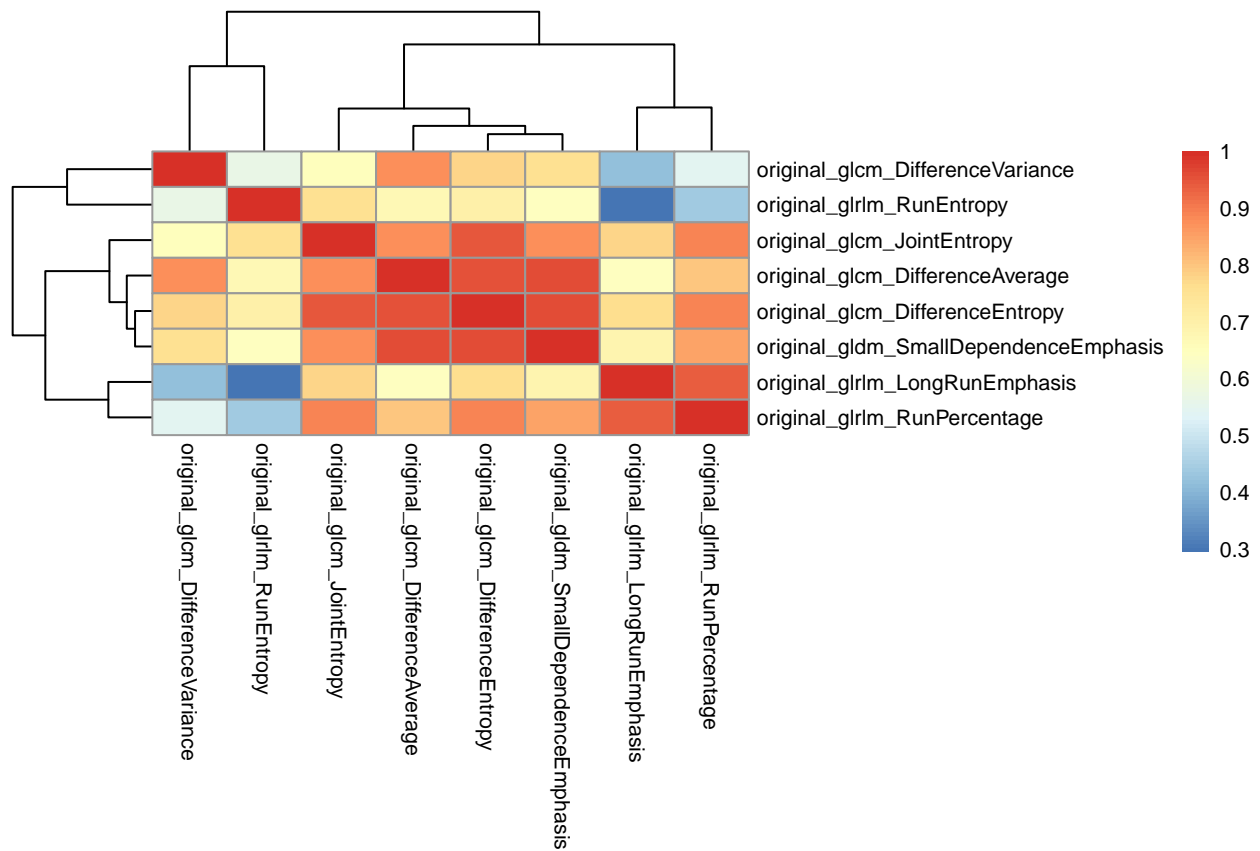 original_glcm_DifferenceVariance
original_glrlm_RunEntropy
original_glcm_JointEntropy
original_glcm_DifferenceAverage
original_glcm_DifferenceEntropy
original_gldm_SmallDependenceEmphasis
original_glrlm_LongRunEmphasis
original_glrlm_RunPercentage
1
0.9
0.8
0.7
0.6
0.5
0.4
0.3
original_glcm_DifferenceVariance
original_glrlm_RunEntropy
original_glcm_JointEntropy
original_glcm_DifferenceAverage
original_glcm_DifferenceEntropy
original_gldm_SmallDependenceEmphasis
original_glrlm_LongRunEmphasis
original_glrlm_RunPercentage